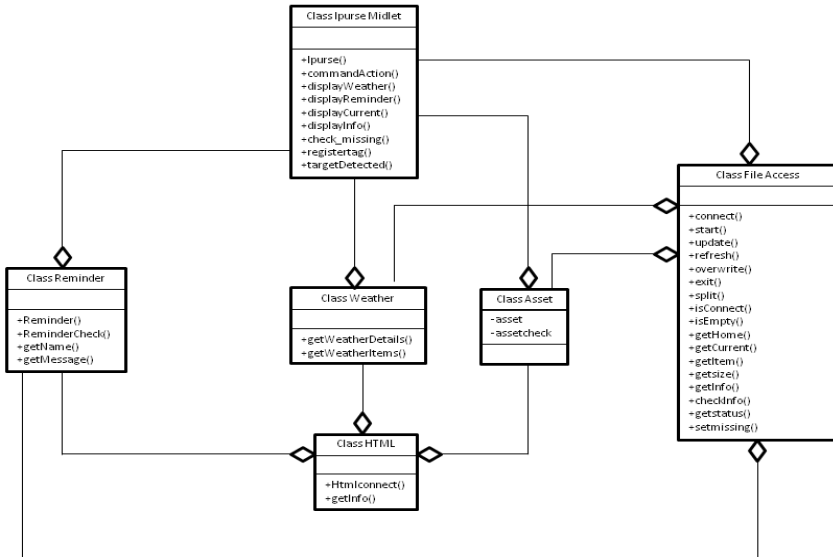 Class Ipurse Midlet
+Ipurse()
+commandAction()
+displayWeather()
+displayReminder()
+displayCurrent()
+displayInfo()
+check_missing()
+registertag()
+targetDetected()
Class File Access
+connect()
+start()
+update()
+refresh()
+overwrite()
+exit()
+split()
+isConnect()
+isEmpty()
+getHome()
+getCurrent()
+getItem()
+getsize()
+getInfo()
+checkInfo()
+getstatus()
+setmissing()
Class Reminder
+Reminder()
+ReminderCheck()
+getName()
+getMessage()
Class Weather
+getWeatherDetails()
+getWeatherItems()
Class Asset
-asset
-assetcheck
Class HTML
+Htmlconnect()
+getInfo()